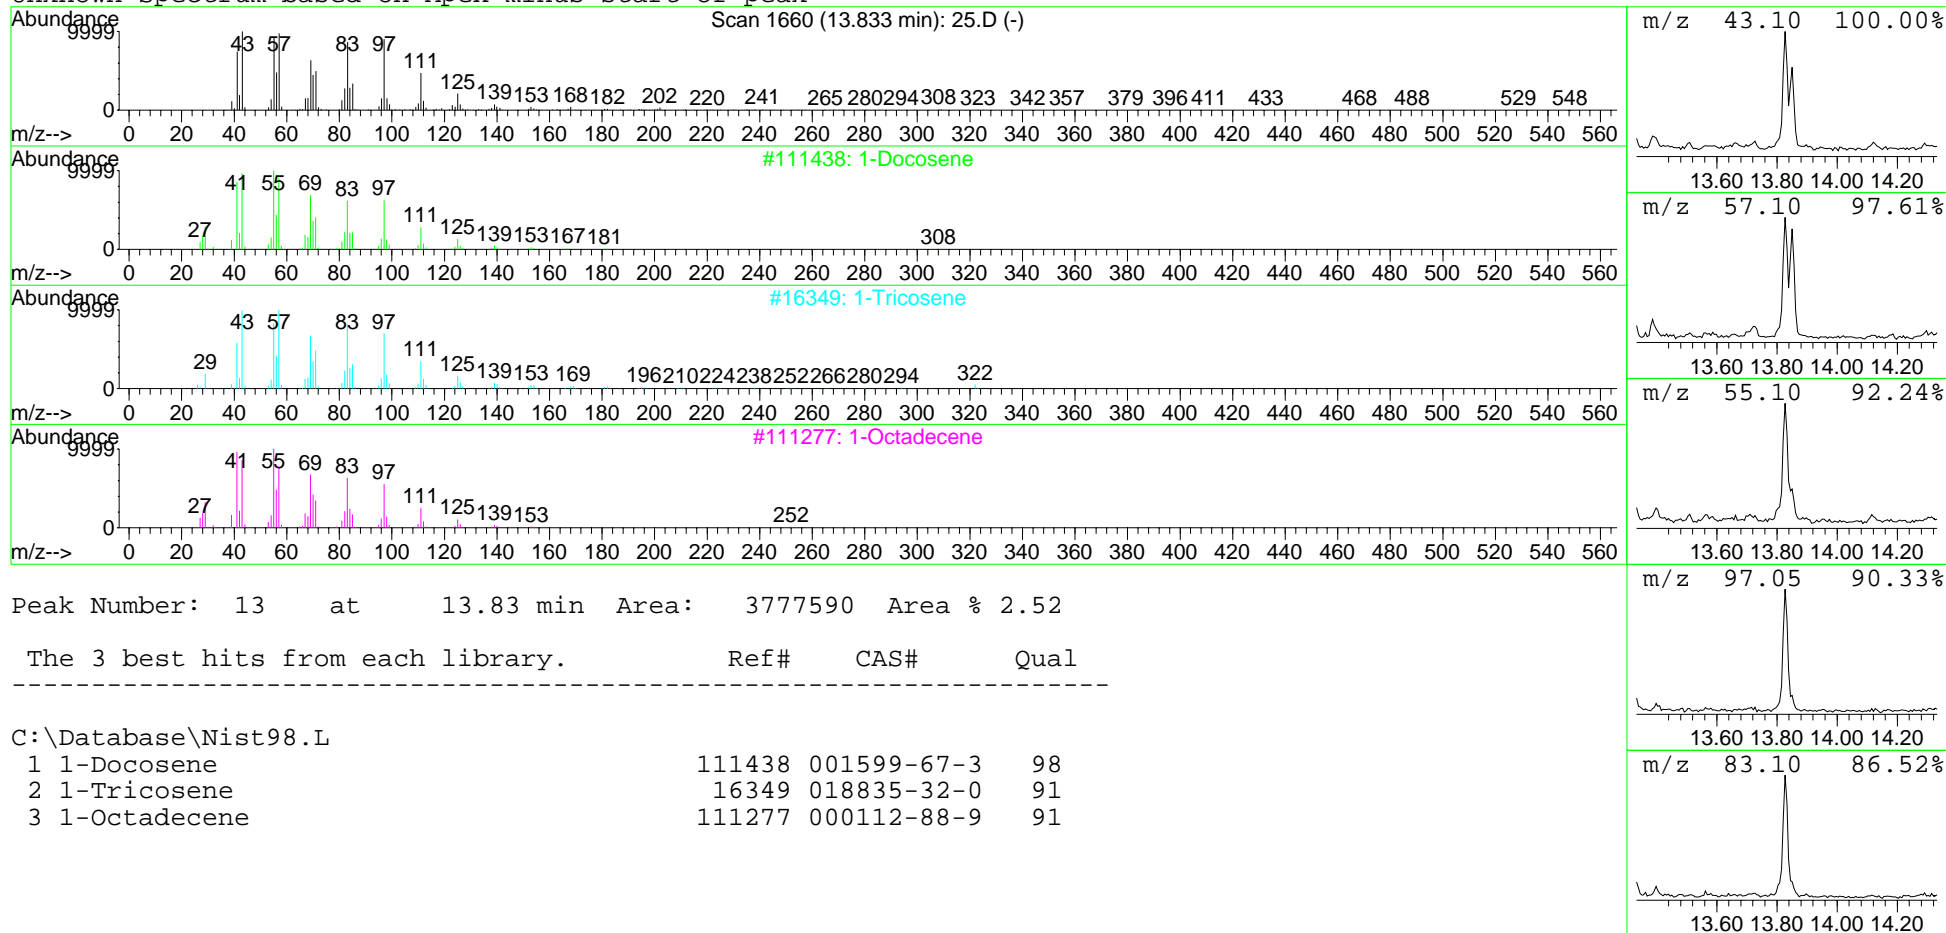 Unknown Spectrum based on Apex minus start of peak
Abundance
Scan 1660 (13.833 min): 25.D (-)
9999
43 57 83 97
111
125 139 153 168 182 202 220 241 265 280 294 308 323 342 357 379 396 411 433 468 488 529 548
0
m/z--> 0 20 40 60 80 100 120 140 160 180 200 220 240 260 280 300 320 340 360 380 400 420 440 460 480 500 520 540 560
Abundance
#111438: 1-Docosene
9999
41 55 69 83 97
111
27 125 139 153 167 181 308
0
m/z--> 0 20 40 60 80 100 120 140 160 180 200 220 240 260 280 300 320 340 360 380 400 420 440 460 480 500 520 540 560
Abundance
#16349: 1-Tricosene
9999
43 57 83 97
111
29 125 139 153 169 196 210 224 238 252 266 280 294 322
0
m/z--> 0 20 40 60 80 100 120 140 160 180 200 220 240 260 280 300 320 340 360 380 400 420 440 460 480 500 520 540 560
Abundance
#111277: 1-Octadecene
9999
41 55 69 83 97
111
27 125 139 153 252
0
m/z--> 0 20 40 60 80 100 120 140 160 180 200 220 240 260 280 300 320 340 360 380 400 420 440 460 480 500 520 540 560
m/z 43.10 100.00%
13.60 13.80 14.00 14.20
m/z 57.10 97.61%
13.60 13.80 14.00 14.20
m/z 55.10 92.24%
13.60 13.80 14.00 14.20
m/z 97.05 90.33%
13.60 13.80 14.00 14.20
m/z 83.10 86.52%
13.60 13.80 14.00 14.20
Peak Number: 13 at 13.83 min Area: 3777590 Area % 2.52
The 3 best hits from each library. Ref# CAS# Qual
C:\Database\Nist98.L
1 1-Docosene 111438 001599-67-3 98
2 1-Tricosene 16349 018835-32-0 91
3 1-Octadecene 111277 000112-88-9 91